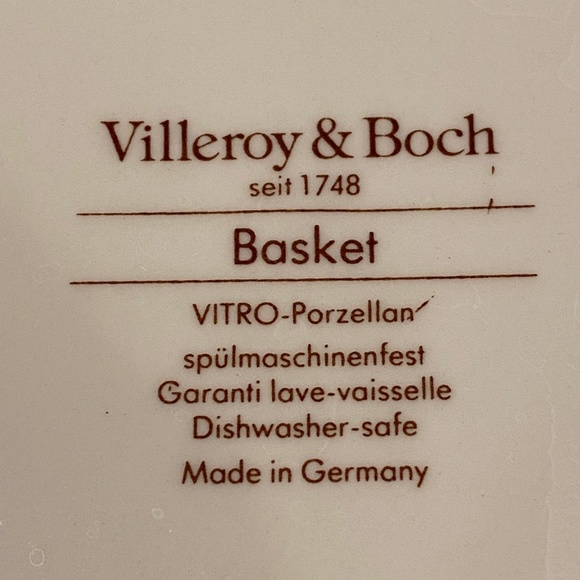 Villeroy & Boch
seit 1748
Basket
VITRO-Porzellan
spülmaschinenfest
Garanti lave-vaisselle
Dishwasher-safe
Made in Germany